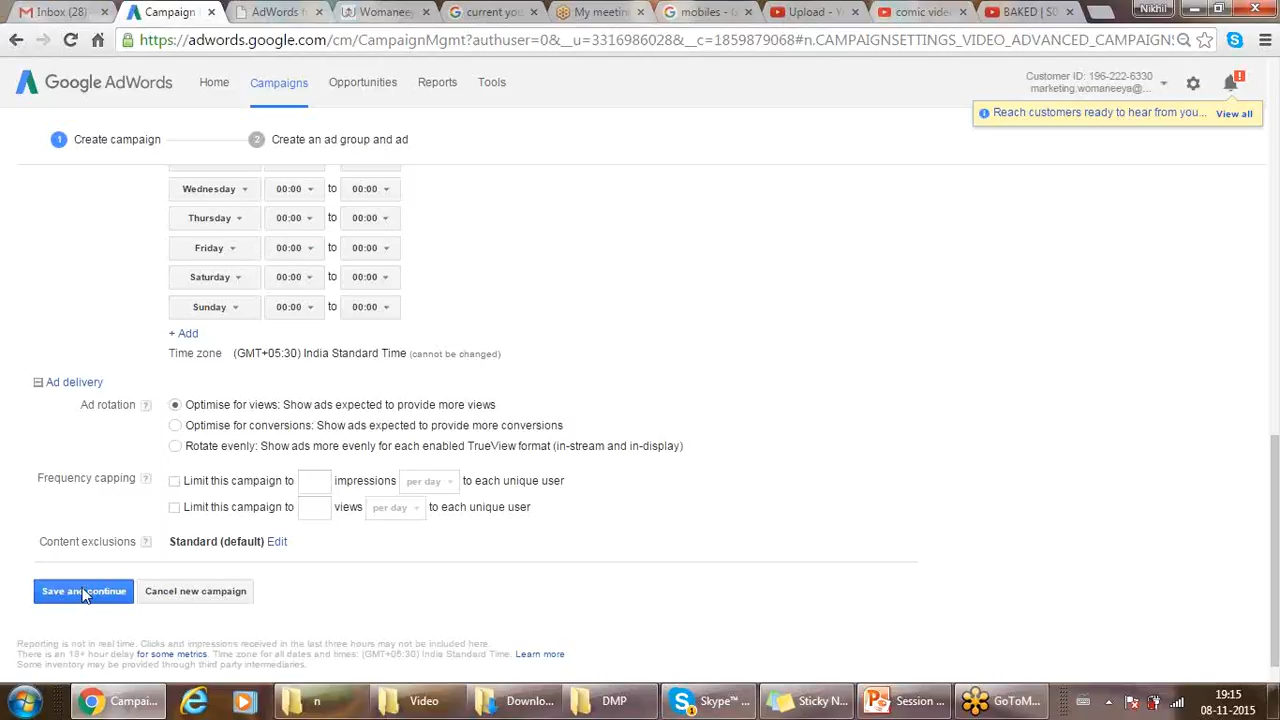 Inbox (28)
Campaign
AdWords
Womanee
current yo
My meetin
mobiles - G
Upload - Y
comic vide
BAKED | S0
Nikhil
https://adwords.google.com/cm/CampaignMgmt?authuser=0&__u=3316986028&__c=1859879068#n.CAMPAIGNSETTINGS_VIDEO_ADVANCED_CAMPAIGN
Google AdWords
Home
Campaigns
Opportunities
Reports
Tools
Customer ID: 196-222-6330
marketing.womaneeya@...
Reach customers ready to hear from you... View all
1 Create campaign
2 Create an ad group and ad
Wednesday 00:00 to 00:00
Thursday 00:00 to 00:00
Friday 00:00 to 00:00
Saturday 00:00 to 00:00
Sunday 00:00 to 00:00
+ Add
Time zone (GMT+05:30) India Standard Time (cannot be changed)
Ad delivery
Ad rotation ? Optimise for views: Show ads expected to provide more views
Optimise for conversions: Show ads expected to provide more conversions
Rotate evenly: Show ads more evenly for each enabled TrueView format (in-stream and in-display)
Frequency capping ? Limit this campaign to impressions per day to each unique user
Limit this campaign to views per day to each unique user
Content exclusions ? Standard (default) Edit
Save and continue
Cancel new campaign
Reporting is not in real time. Clicks and impressions received in the last three hours may not be included here.
There is an 18+ hour delay for some metrics. Time zone for all dates and times: (GMT+05:30) India Standard Time. Learn more
Some inventory may be provided through third party intermediaries.
Campai...
n
Video
Downlo...
DMP
Skype™ ...
Sticky N...
Session ...
GoToM...
19:15
08-11-2015